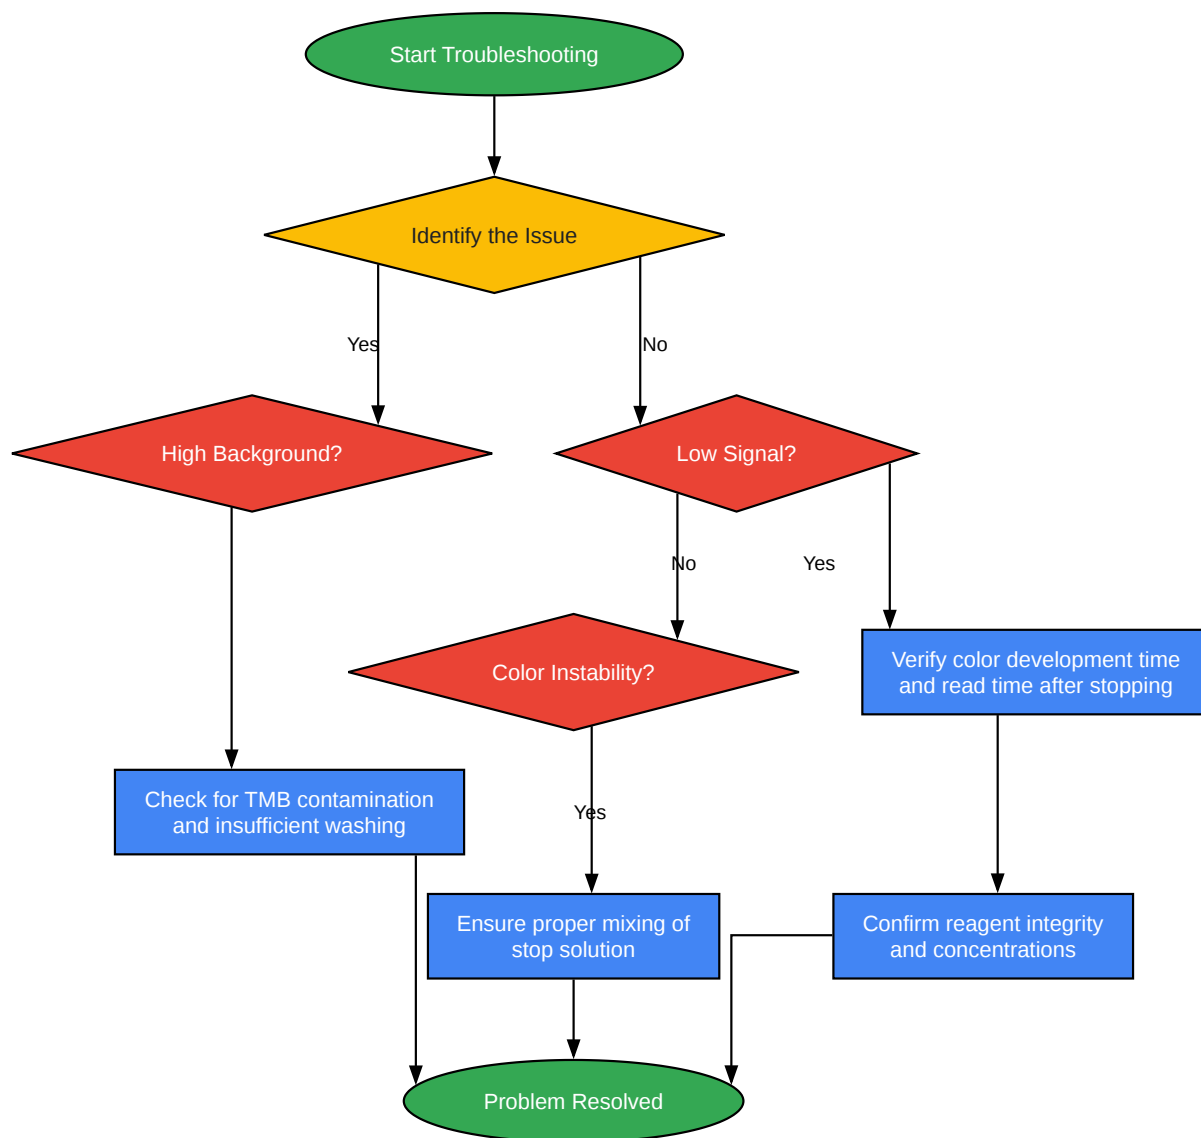 Start Troubleshooting
Identify the Issue
Yes
No
High Background?
Low Signal?
No
Yes
Color Instability?
Verify color development time
and read time after stopping
Check for TMB contamination
and insufficient washing
Yes
Ensure proper mixing of
stop solution
Confirm reagent integrity
and concentrations
Problem Resolved